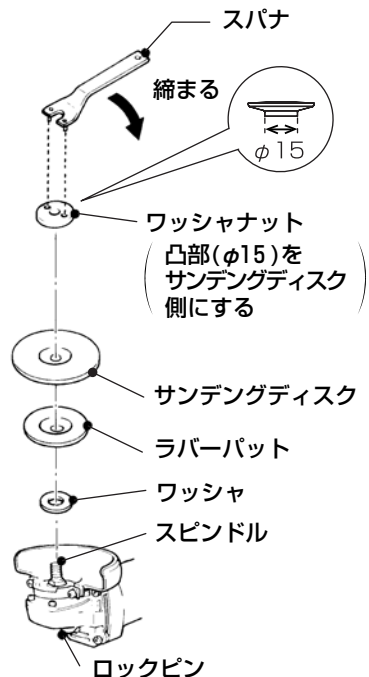 スパナ
締まる
φ15
ワッシャナット
凸部(φ15)を
サンデングディスク
側にする
サンデングディスク
ラバーパット
ワッシャ
スピンドル
ロックピン